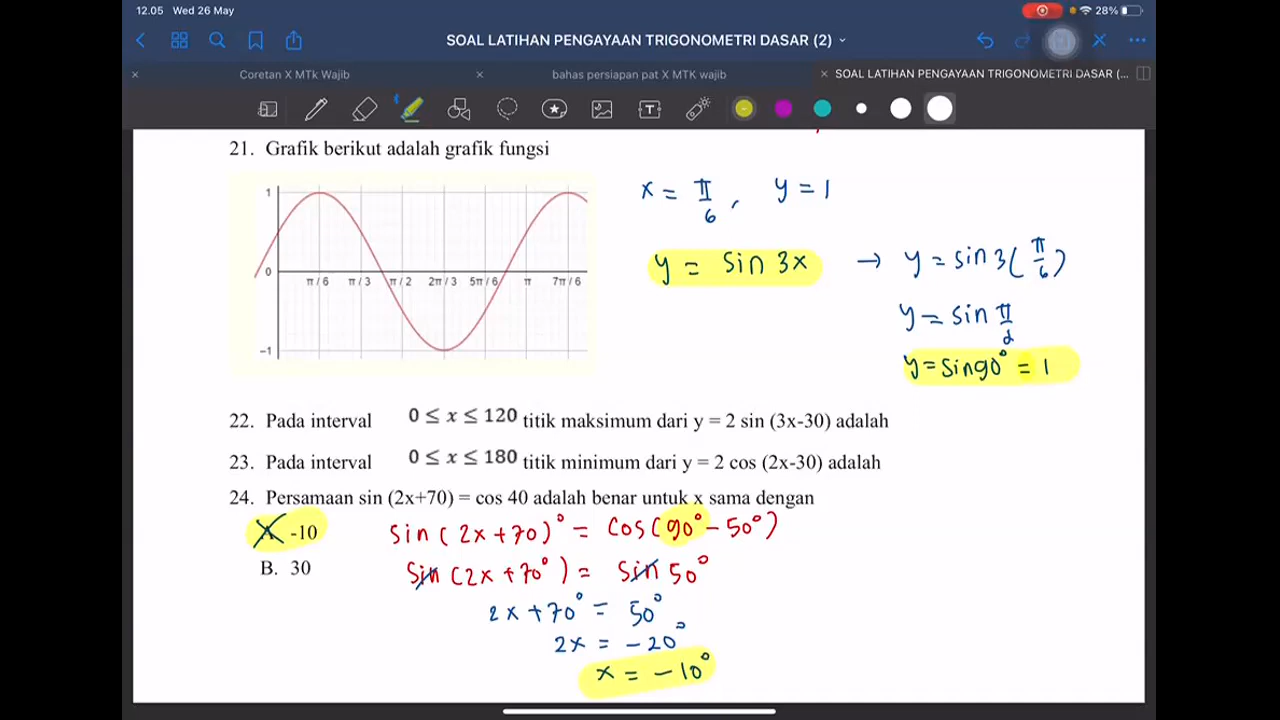 12.05 Wed 26 May
28%
SOAL LATIHAN PENGAYAAN TRIGONOMETRI DASAR (2)
Coretan X MTk Wajib
bahas persiapan pat X MTK wajib
SOAL LATIHAN PENGAYAAN TRIGONOMETRI DASAR (...
21. Grafik berikut adalah grafik fungsi
1
0
-1
π / 6 π / 3 π / 2 2π / 3 5π / 6 π 7π / 6
x = π/6, y = 1
y = sin 3x → y = sin 3(π/6)
y = sin π/2
y = sin 90° = 1
22. Pada interval 0 ≤ x ≤ 120 titik maksimum dari y = 2 sin (3x-30) adalah
23. Pada interval 0 ≤ x ≤ 180 titik minimum dari y = 2 cos (2x-30) adalah
24. Persamaan sin (2x+70) = cos 40 adalah benar untuk x sama dengan
A. -10 sin (2x + 70)° = cos (90° - 50°)
B. 30 sin (2x + 70°) = sin 50°
2x + 70° = 50°
2x = -20°
x = -10°